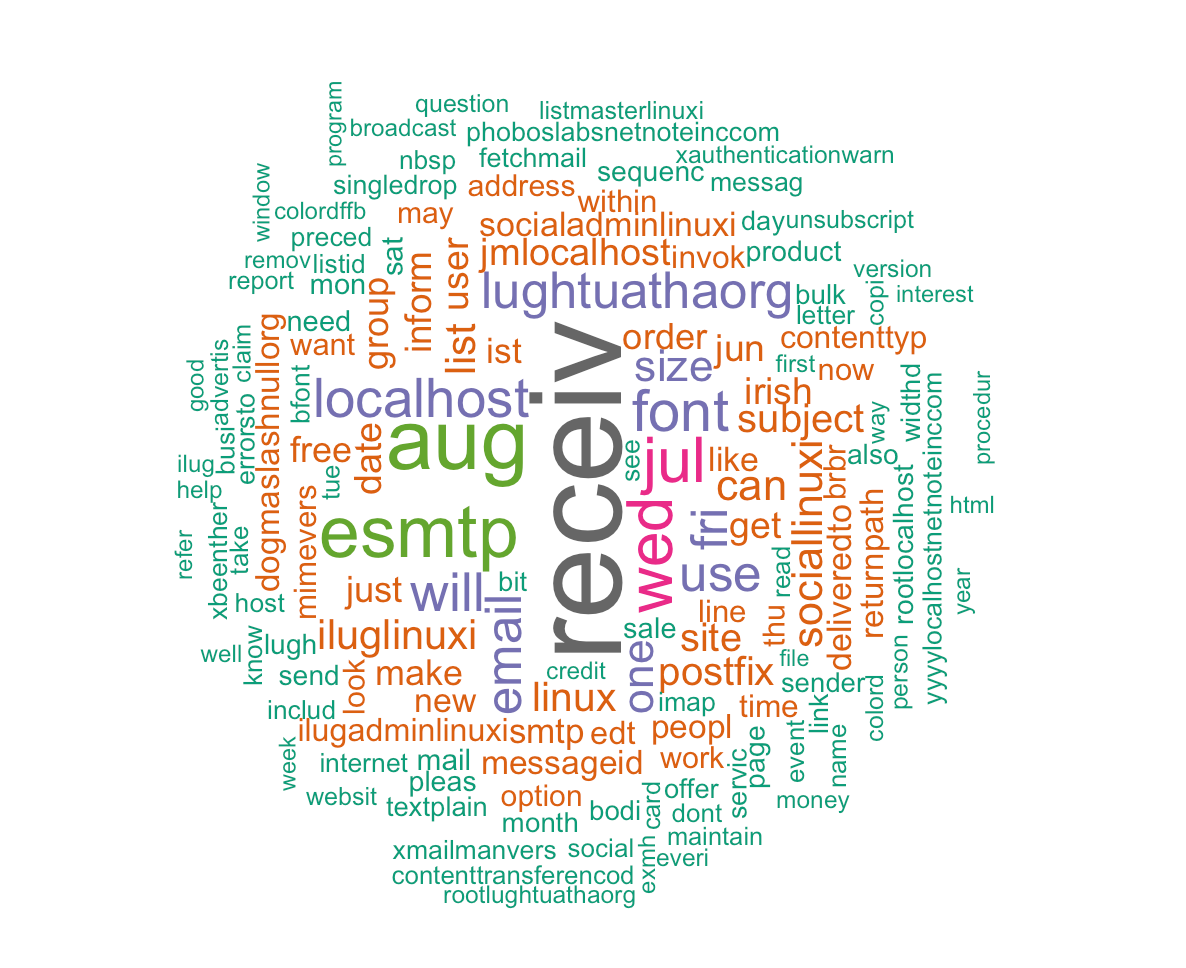 program
question
listmasterlinuxi
broadcast
phoboslabsnetnoteinccom
nbsp
fetchmail
xauthenticationwarn
sequenc
messag
window
singledrop
address
within
colordffb
may
socialadminlinuxi
day
unsubscript
preced
sat
user
jmlocalhost
invok
product
remov
listid
inform
version
report
mon
group
lughtuathaorg
bulk
copi
interest
letter
need
dogmaslashnullorg
want
list
ist
receiv
order
jun
contenttyp
claim
size
first
now
good
advertis
bfont
localhost
font
irish
widthd
yyyylocalhostnetnoteinccom
procedur
errorsto
busi
free
date
aug
see
jul
subject
way
ilug
tue
like
sociallinuxi
brbr
also
help
can
rootlocalhost
html
refer
take
mimevers
esmtp
wed
fri
get
deliveredto
returnpath
xbeenther
host
just
will
bit
use
read
year
email
line
thu
know
lugh
iluglinuxi
sale
site
well
send
look
make
credit
one
postfix
file
person
sender
includ
new
linux
imap
time
link
colord
ilugadminlinuxi
smtp
edt
peopl
week
internet
mail
messageid
work
page
event
name
websit
pleas
option
card
offer
servic
textplain
month
bodi
dont
money
maintain
xmailmanvers
social
exmh
everi
contenttransferencod
rootlughtuathaorg